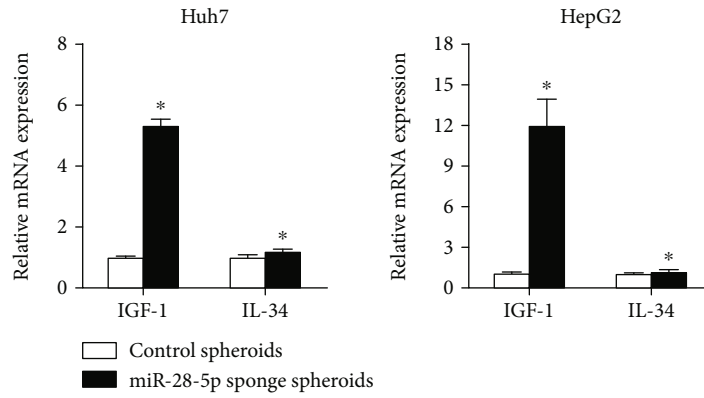 Huh7
Relative mRNA expression
8
6
4
2
0
*
*
IGF-1
IL-34
HepG2
Relative mRNA expression
18
15
12
9
6
3
0
*
*
IGF-1
IL-34
Control spheroids
miR-28-5p sponge spheroids